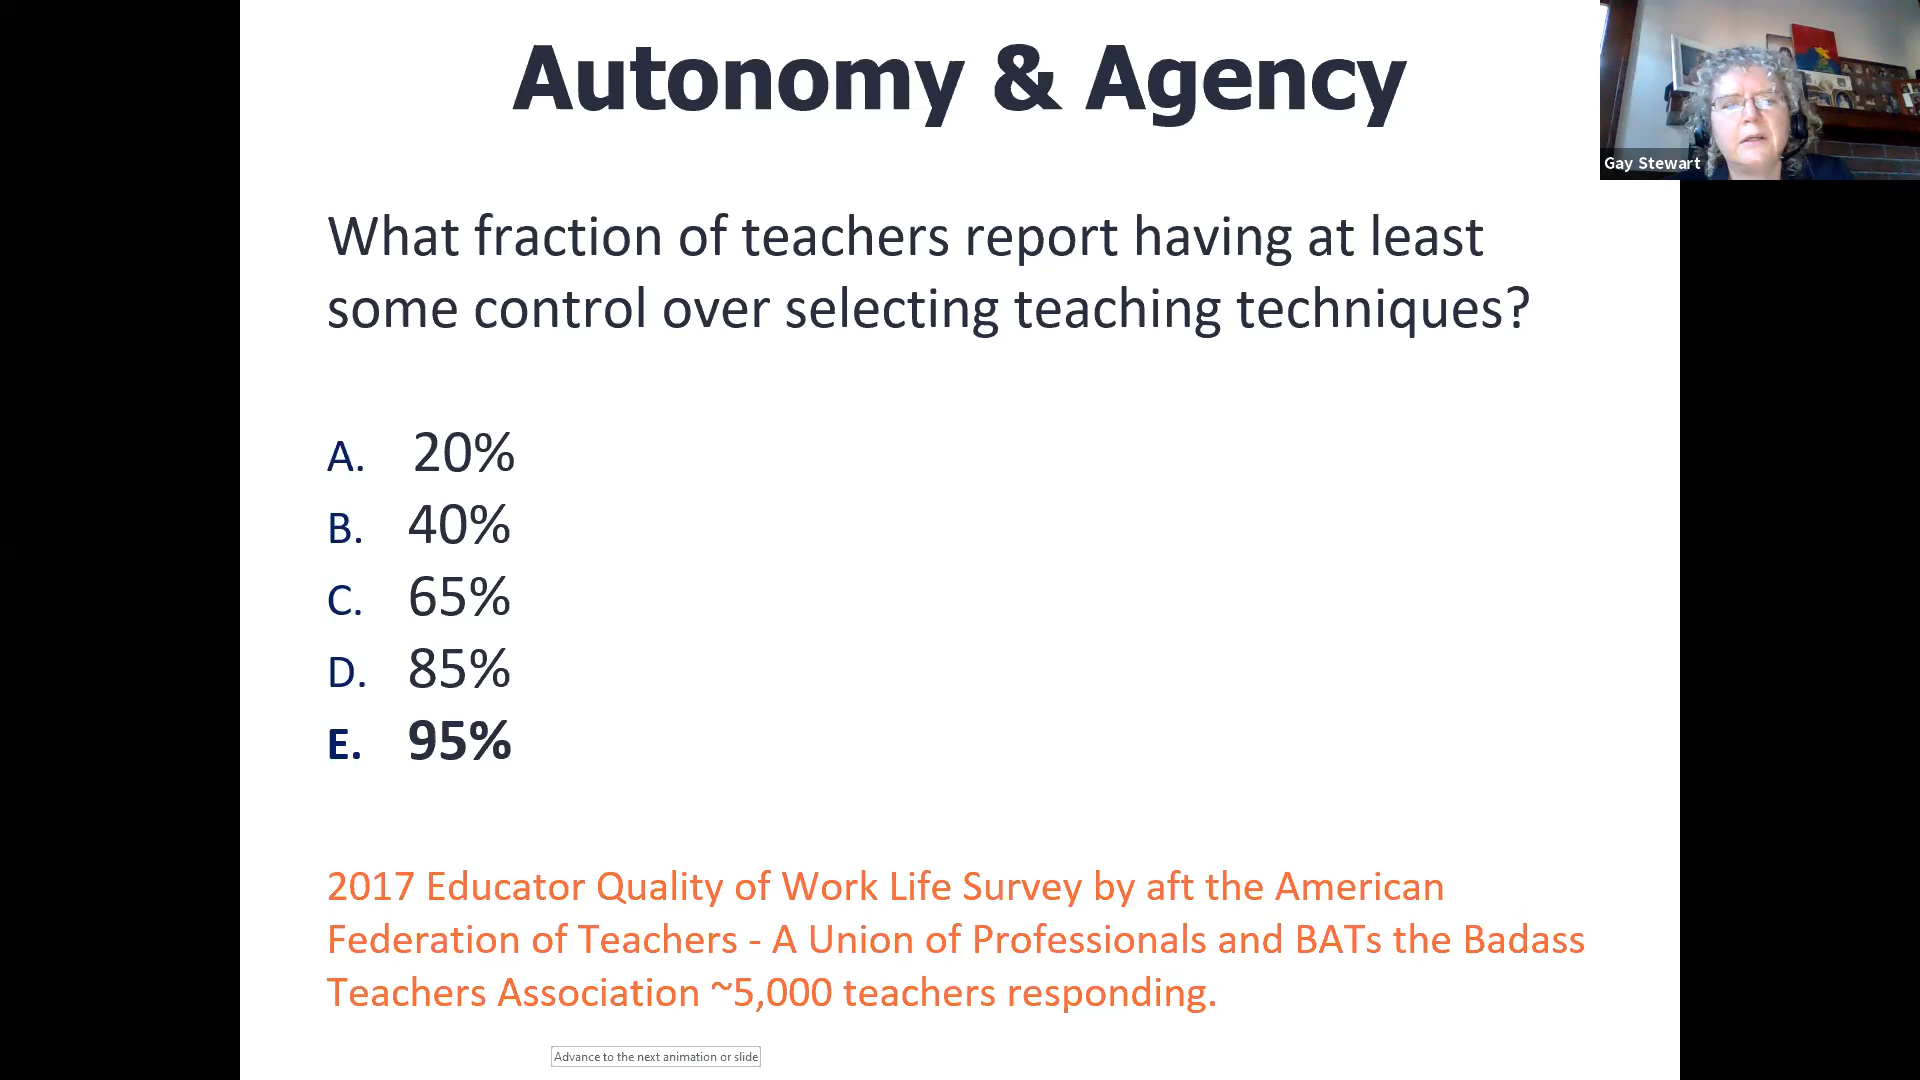 Autonomy & Agency
Gay Stewart
What fraction of teachers report having at least
some control over selecting teaching techniques?
A. 20%
B. 40%
C. 65%
D. 85%
E. 95%
2017 Educator Quality of Work Life Survey by aft the American
Federation of Teachers - A Union of Professionals and BATs the Badass
Teachers Association ~5,000 teachers responding.
Advance to the next animation or slide